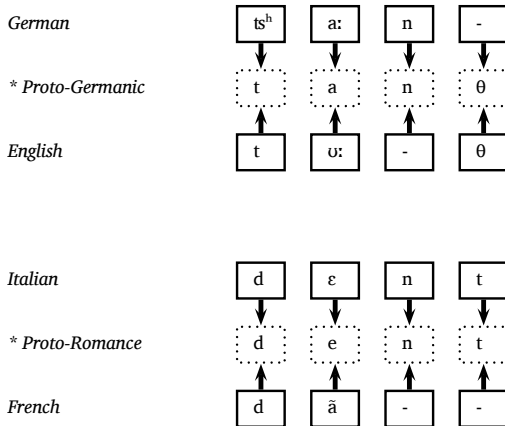 German tsʰ aː n -
* Proto-Germanic t a n θ
English t ʊː - θ
Italian d ɛ n t
* Proto-Romance d e n t
French d ã - -